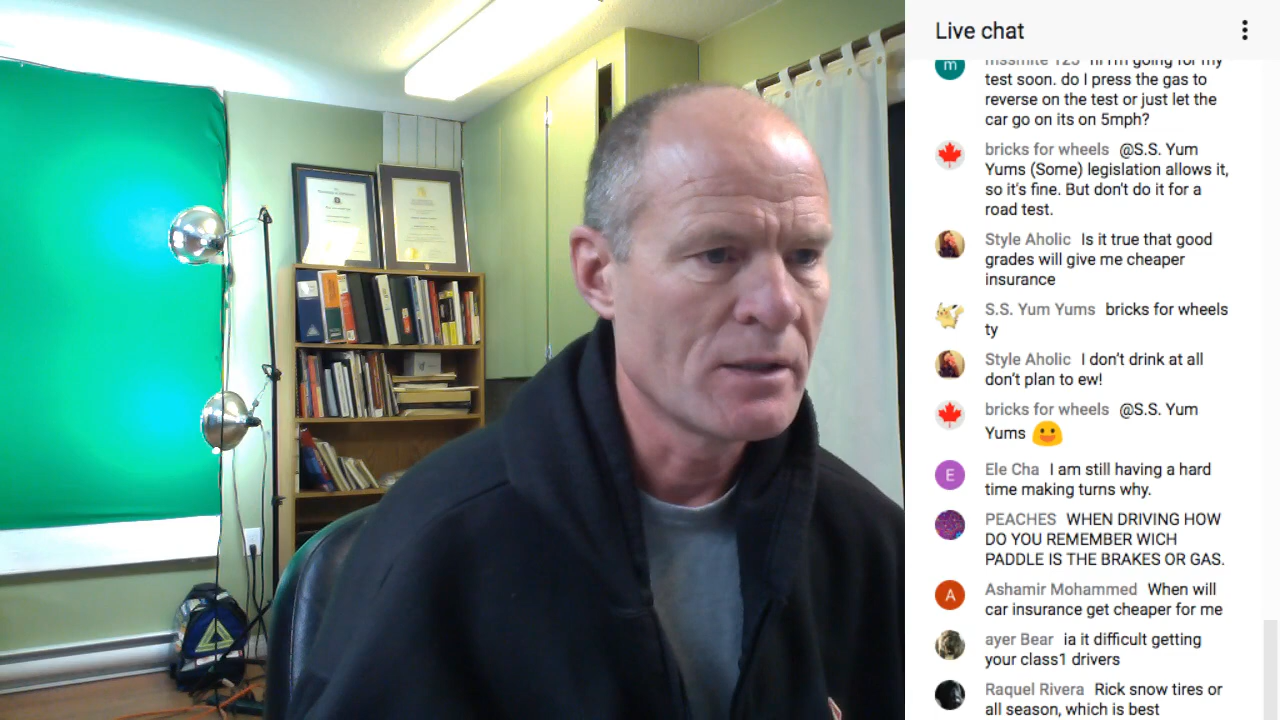 Live chat
hi I'm going for my
test soon. do I press the gas to
reverse on the test or just let the
car go on its on 5mph?
bricks for wheels @S.S. Yum
Yums (Some) legislation allows it,
so it's fine. But don't do it for a
road test.
Style Aholic Is it true that good
grades will give me cheaper
insurance
S.S. Yum Yums bricks for wheels
ty
Style Aholic I don't drink at all
don't plan to ew!
bricks for wheels @S.S. Yum
Yums
E
Ele Cha I am still having a hard
time making turns why.
PEACHES WHEN DRIVING HOW
DO YOU REMEMBER WICH
PADDLE IS THE BRAKES OR GAS.
A
Ashamir Mohammed When will
car insurance get cheaper for me
ayer Bear ia it difficult getting
your class1 drivers
Raquel Rivera Rick snow tires or
all season, which is best